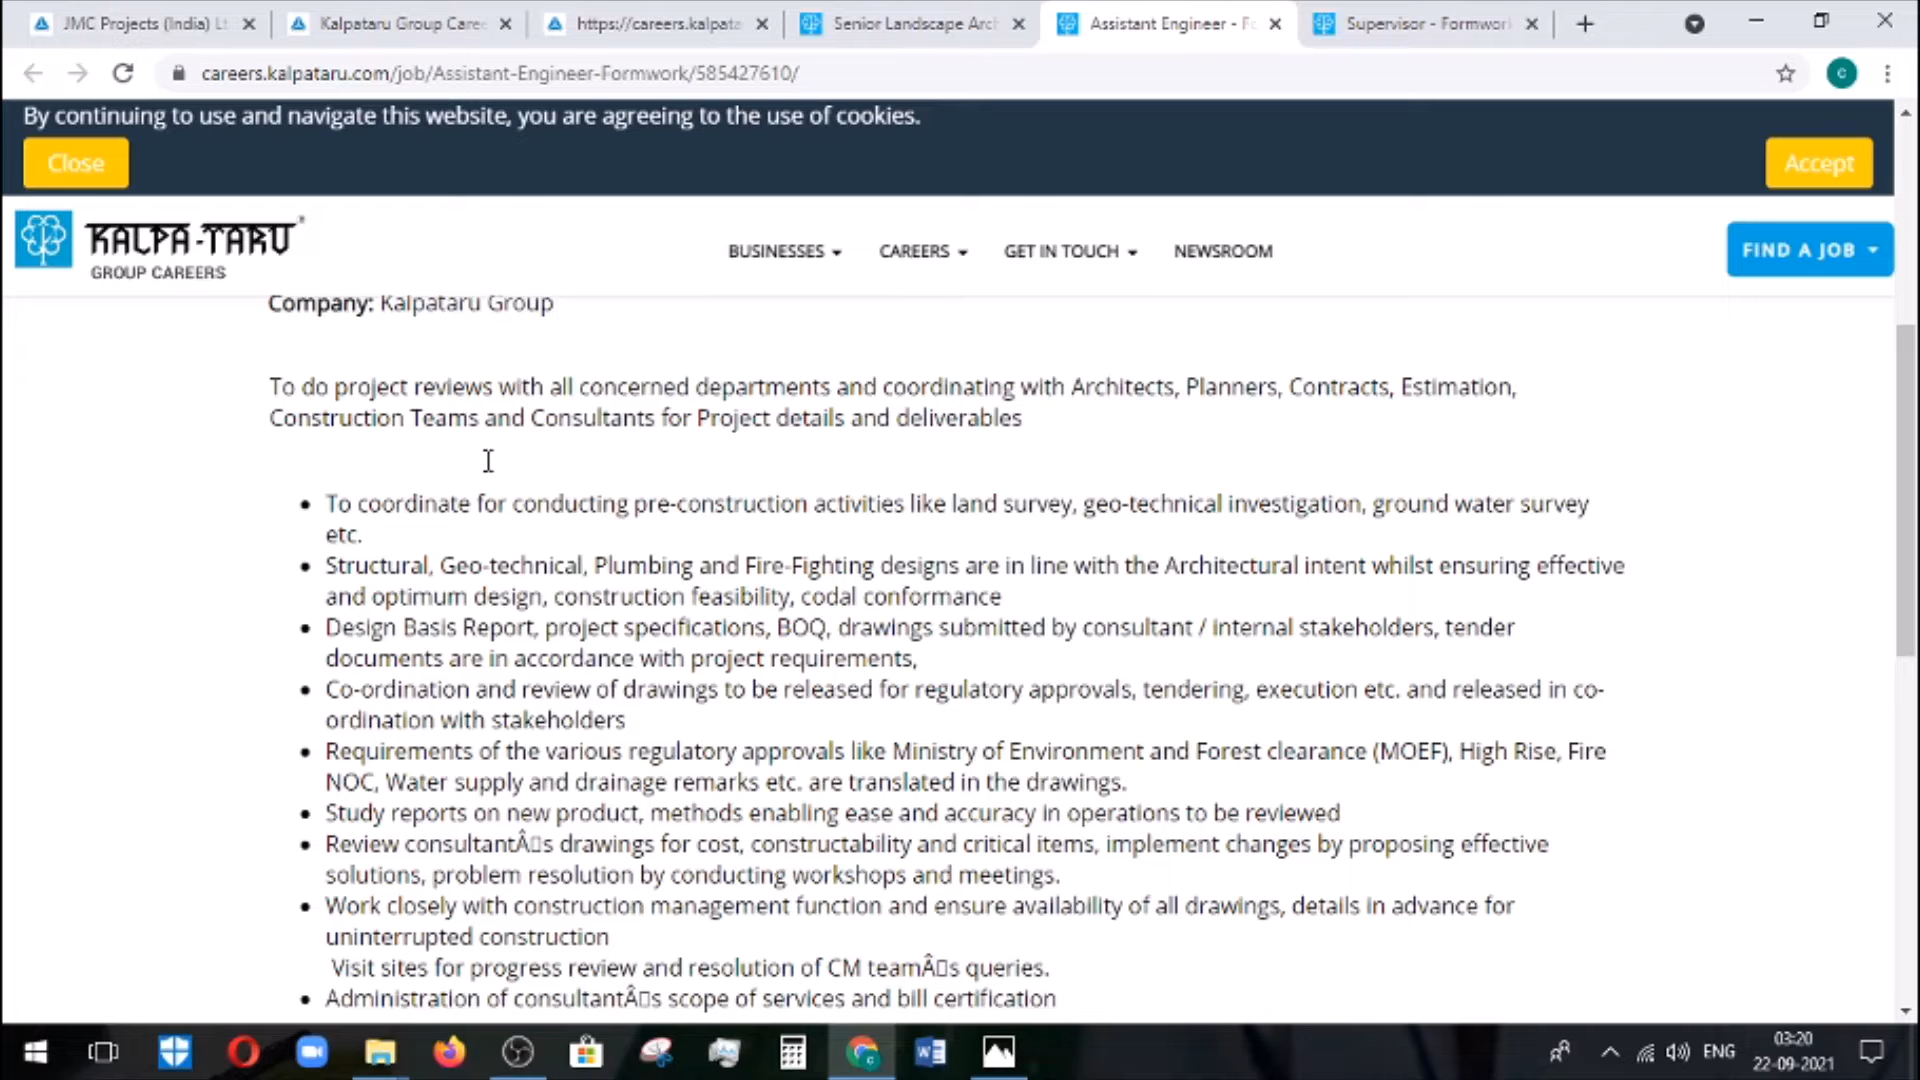 JMC Projects (India) Lt
Kalpataru Group Caree
https://careers.kalpata
Senior Landscape Arch
Assistant Engineer - Fo
Supervisor - Formwork
careers.kalpataru.com/job/Assistant-Engineer-Formwork/585427610/
C
By continuing to use and navigate this website, you are agreeing to the use of cookies.
Close
Accept
KALPA-TARU
GROUP CAREERS
BUSINESSES
CAREERS
GET IN TOUCH
NEWSROOM
FIND A JOB
Company: Kalpataru Group
To do project reviews with all concerned departments and coordinating with Architects, Planners, Contracts, Estimation,
Construction Teams and Consultants for Project details and deliverables
• To coordinate for conducting pre-construction activities like land survey, geo-technical investigation, ground water survey
etc.
• Structural, Geo-technical, Plumbing and Fire-Fighting designs are in line with the Architectural intent whilst ensuring effective
and optimum design, construction feasibility, codal conformance
• Design Basis Report, project specifications, BOQ, drawings submitted by consultant / internal stakeholders, tender
documents are in accordance with project requirements,
• Co-ordination and review of drawings to be released for regulatory approvals, tendering, execution etc. and released in co-
ordination with stakeholders
• Requirements of the various regulatory approvals like Ministry of Environment and Forest clearance (MOEF), High Rise, Fire
NOC, Water supply and drainage remarks etc. are translated in the drawings.
• Study reports on new product, methods enabling ease and accuracy in operations to be reviewed
• Review consultantÂ▯s drawings for cost, constructability and critical items, implement changes by proposing effective
solutions, problem resolution by conducting workshops and meetings.
• Work closely with construction management function and ensure availability of all drawings, details in advance for
uninterrupted construction
Visit sites for progress review and resolution of CM teamÂ▯s queries.
• Administration of consultantÂ▯s scope of services and bill certification
ENG
03:20
22-09-2021